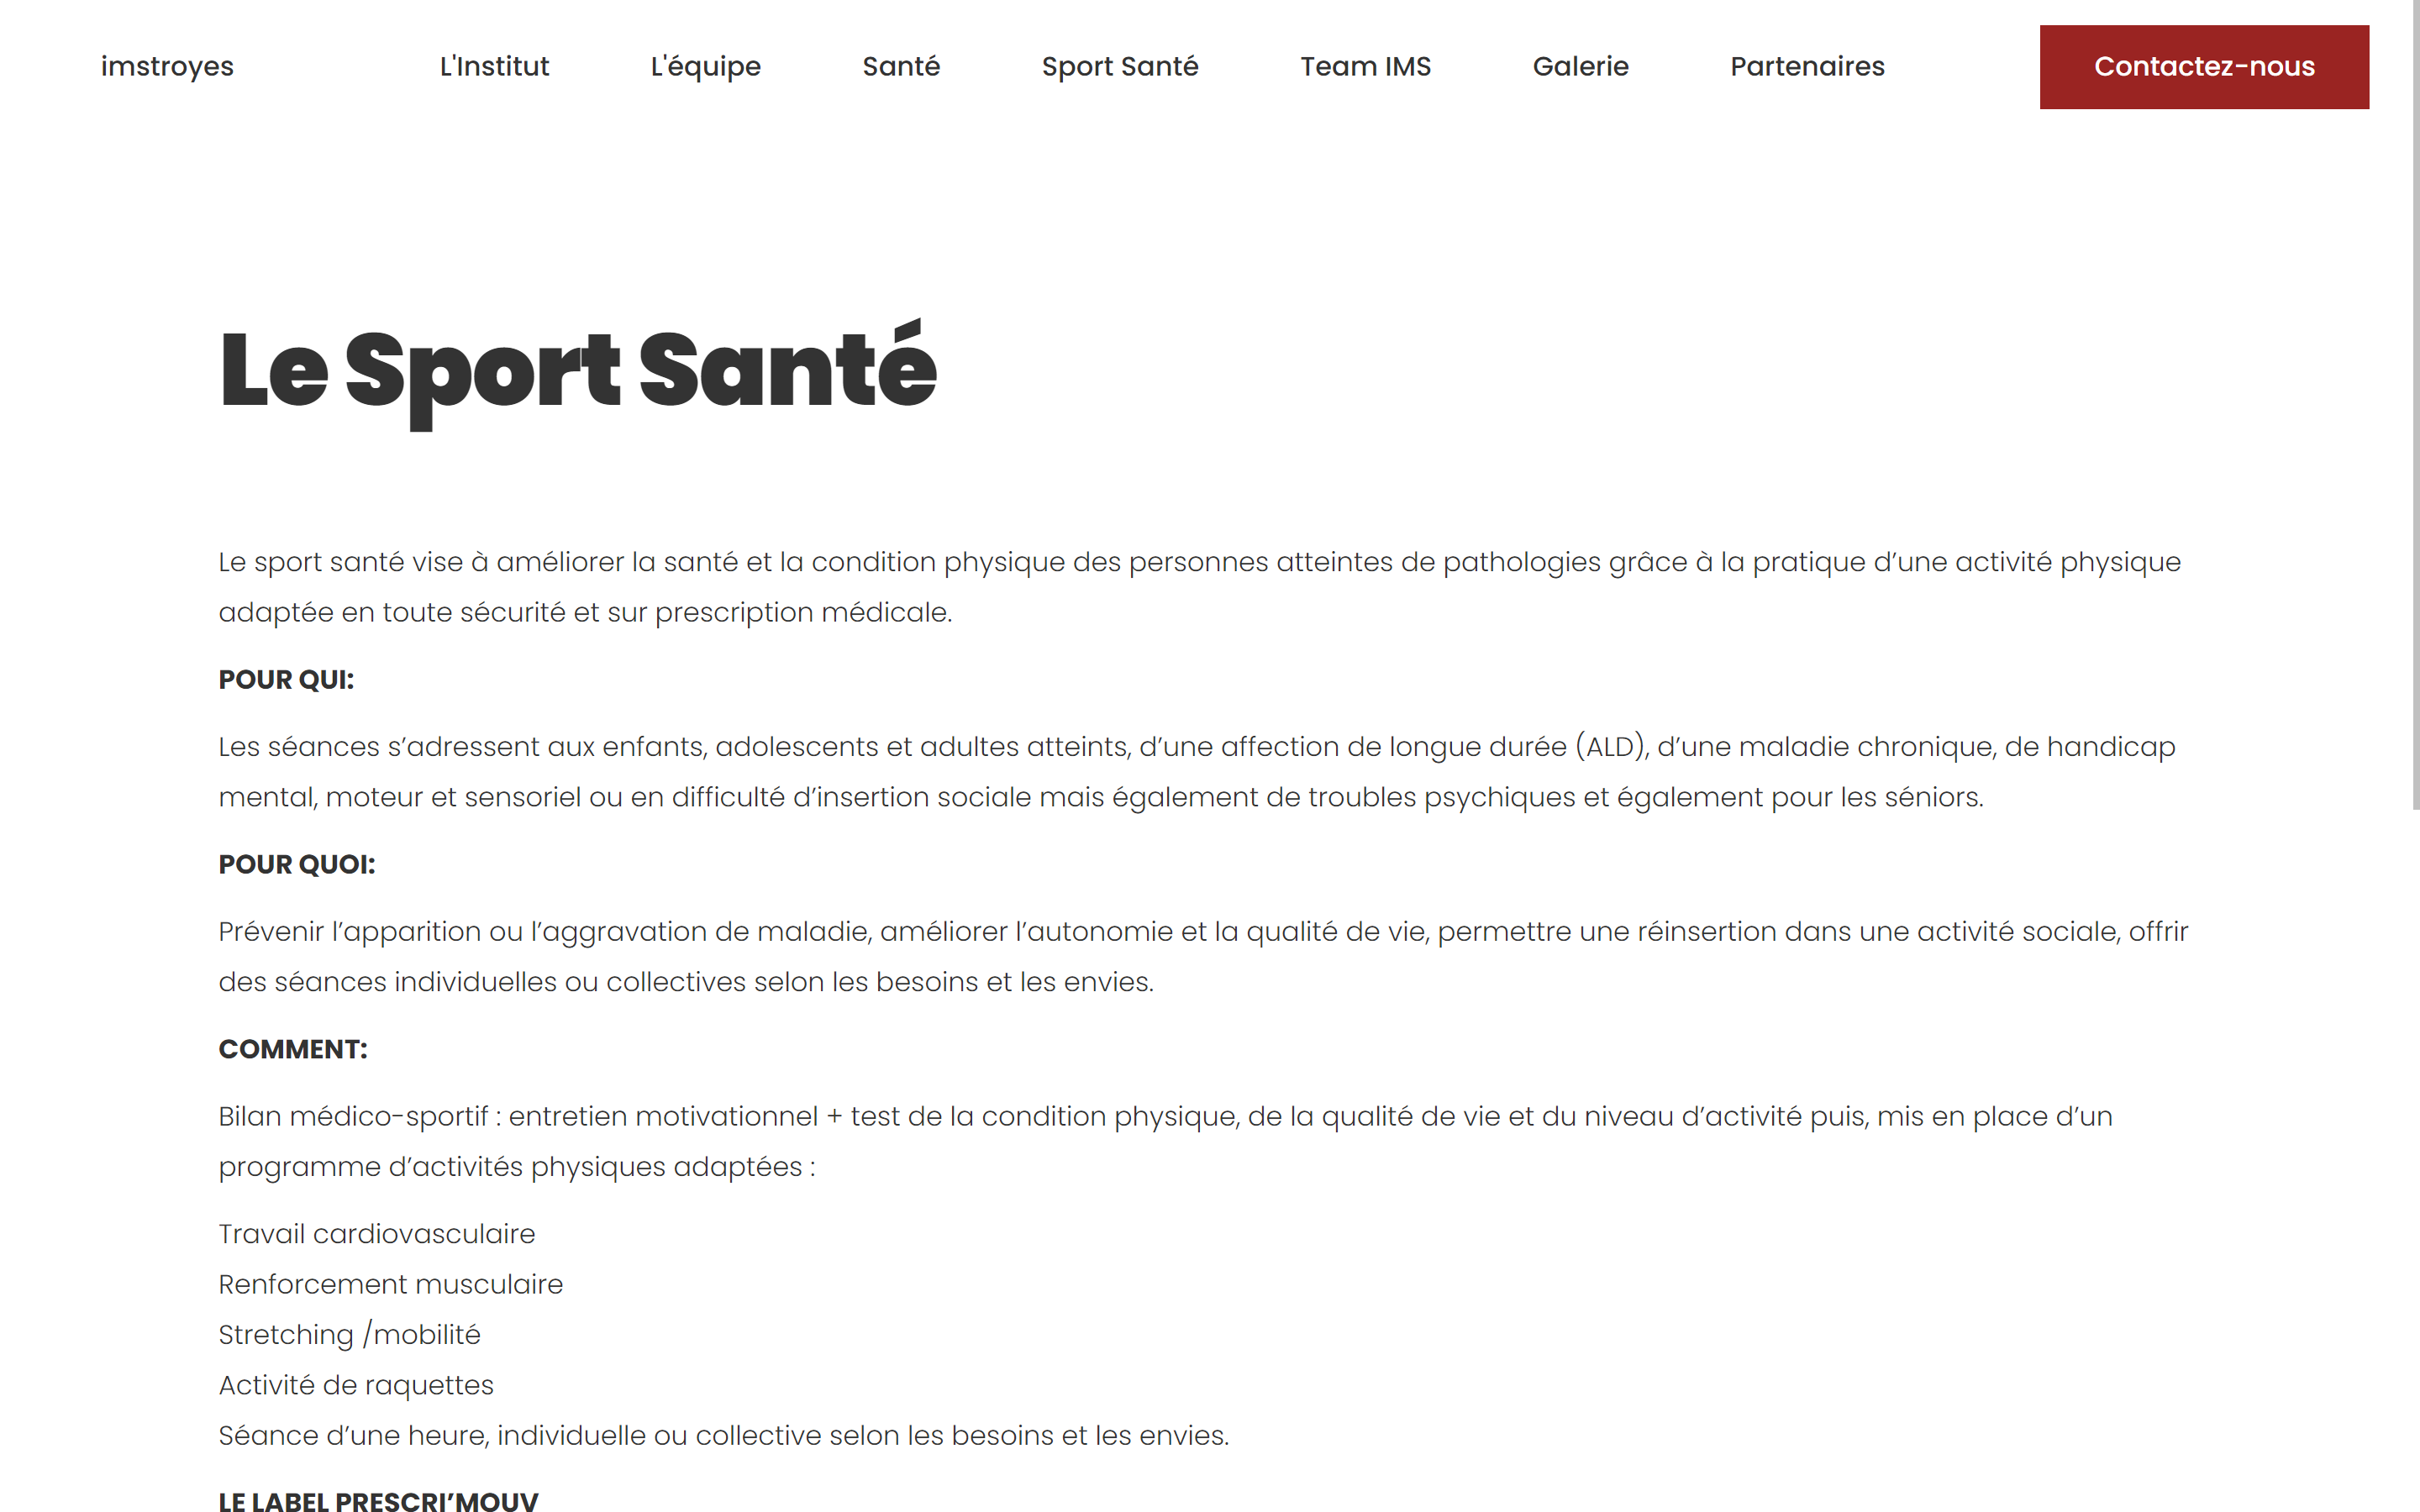 imstroyes
L'Institut
L'équipe
Santé
Sport Santé
Team IMS
Galerie
Partenaires
Contactez-nous
Le Sport Santé
Le sport santé vise à améliorer la santé et la condition physique des personnes atteintes de pathologies grâce à la pratique d’une activité physique
adaptée en toute sécurité et sur prescription médicale.
POUR QUI:
Les séances s’adressent aux enfants, adolescents et adultes atteints, d’une affection de longue durée (ALD), d’une maladie chronique, de handicap
mental, moteur et sensoriel ou en difficulté d’insertion sociale mais également de troubles psychiques et également pour les séniors.
POUR QUOI:
Prévenir l’apparition ou l’aggravation de maladie, améliorer l’autonomie et la qualité de vie, permettre une réinsertion dans une activité sociale, offrir
des séances individuelles ou collectives selon les besoins et les envies.
COMMENT:
Bilan médico-sportif : entretien motivationnel + test de la condition physique, de la qualité de vie et du niveau d’activité puis, mis en place d’un
programme d’activités physiques adaptées :
Travail cardiovasculaire
Renforcement musculaire
Stretching /mobilité
Activité de raquettes
Séance d’une heure, individuelle ou collective selon les besoins et les envies.
LE LABEL PRESCRI’MOUV